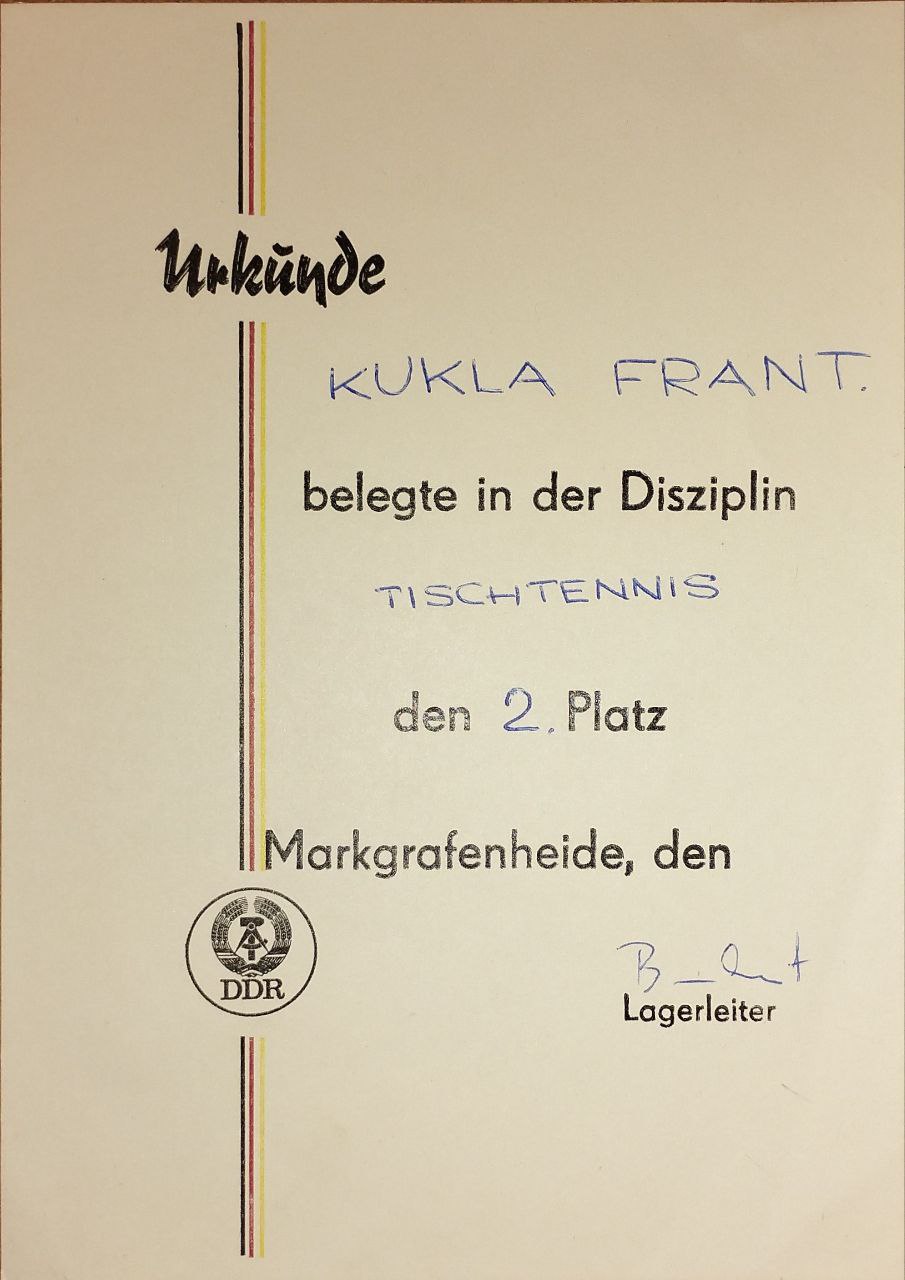 Urkunde
KUKLA FRANT.
belegte in der Disziplin
TISCHTENNIS
den 2. Platz
Markgrafenheide, den
DDR
Lagerleiter